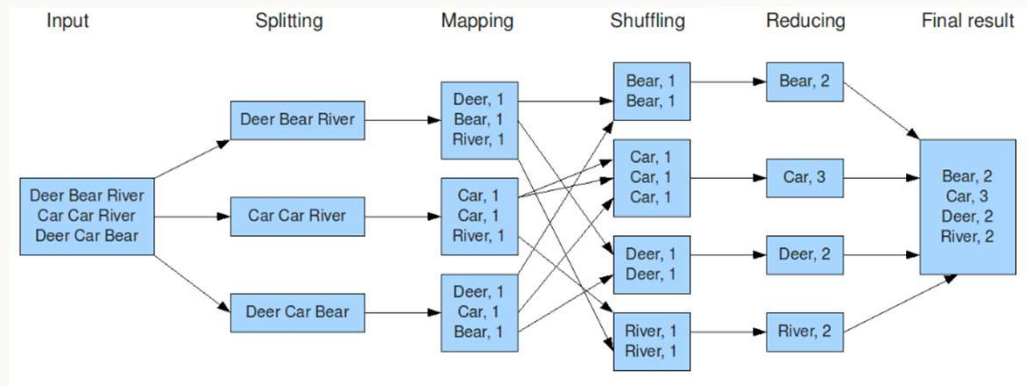 Input
Splitting
Mapping
Shuffling
Reducing
Final result
Deer Bear River
Car Car River
Deer Car Bear
Deer Bear River
Car Car River
Deer Car Bear
Deer, 1
Bear, 1
River, 1
Car, 1
Car, 1
River, 1
Deer, 1
Car, 1
Bear, 1
Bear, 1
Bear, 1
Car, 1
Car, 1
Car, 1
Deer, 1
Deer, 1
River, 1
River, 1
Bear, 2
Car, 3
Deer, 2
River, 2
Bear, 2
Car, 3
Deer, 2
River, 2